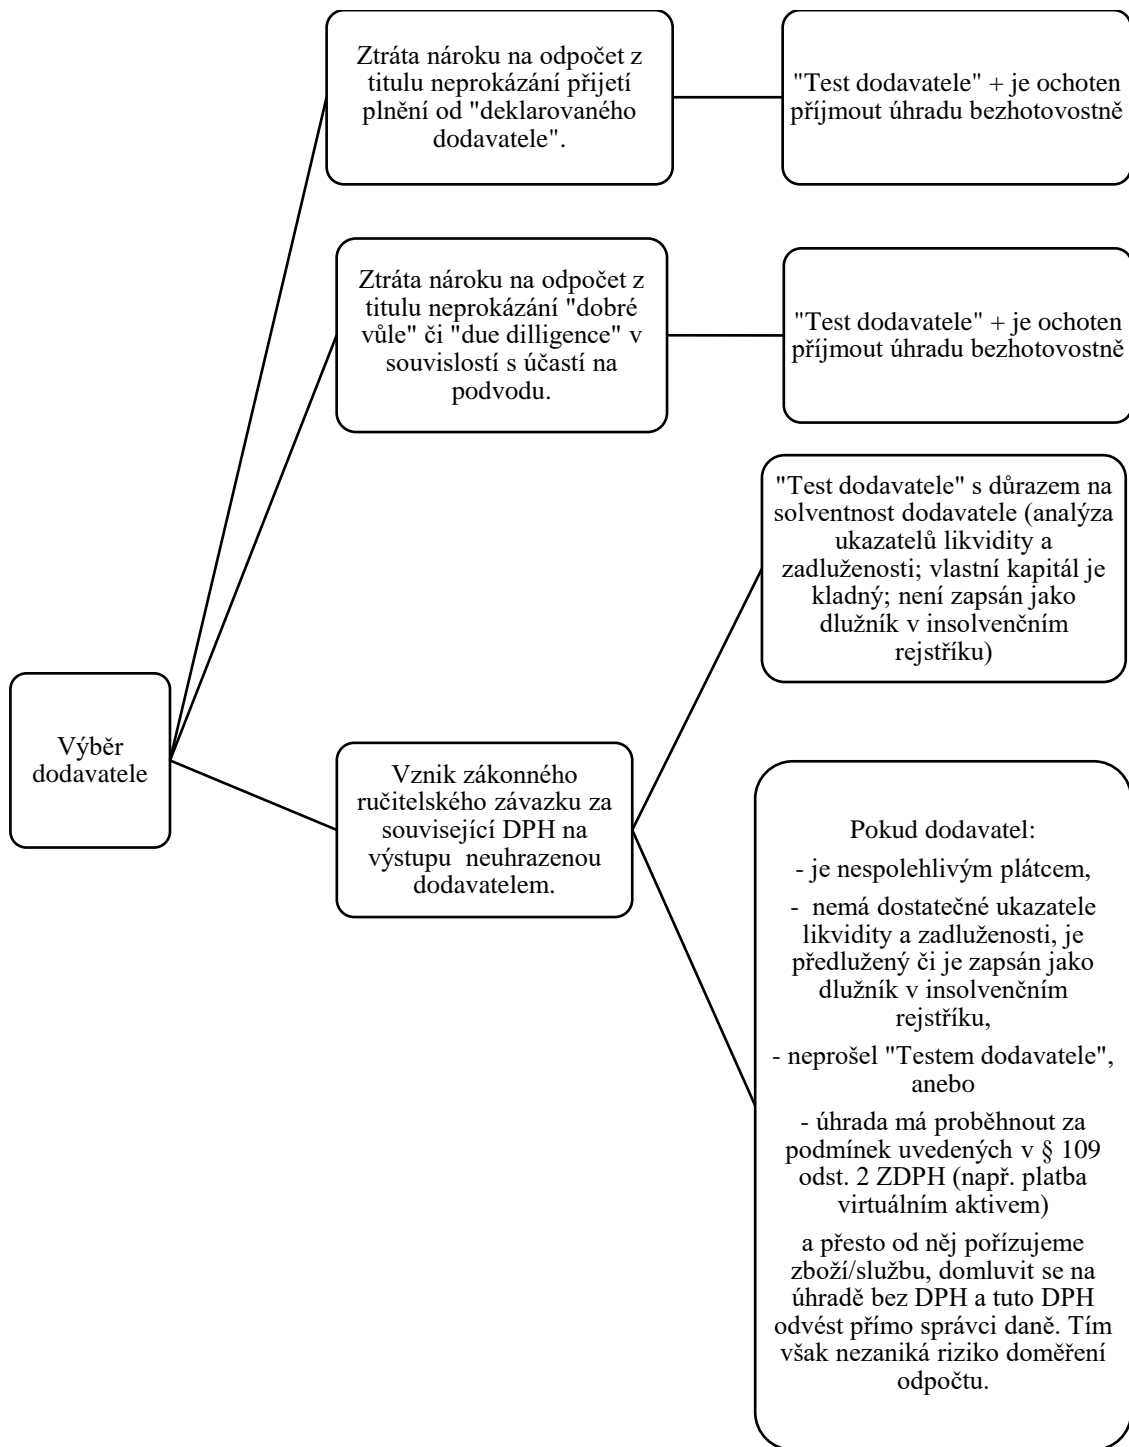 Ztráta nároku na odpočet z
titulu neprokázání přijetí
plnění od "deklarovaného
dodavatele".
"Test dodavatele" + je ochoten
příjmout úhradu bezhotovostně
Ztráta nároku na odpočet z
titulu neprokázání "dobré
vůle" či "due dilligence" v
souvislostí s účastí na
podvodu.
"Test dodavatele" + je ochoten
příjmout úhradu bezhotovostně
Výběr
dodavatele
Vznik zákonného
ručitelského závazku za
související DPH na
výstupu neuhrazenou
dodavatelem.
"Test dodavatele" s důrazem na
solventnost dodavatele (analýza
ukazatelů likvidity a
zadluženosti; vlastní kapitál je
kladný; není zapsán jako
dlužník v insolvenčním
rejstříku)
Pokud dodavatel:
- je nespolehlivým plátcem,
- nemá dostatečné ukazatele
likvidity a zadluženosti, je
předlužený či je zapsán jako
dlužník v insolvenčním
rejstříku,
- neprošel "Testem dodavatele",
anebo
- úhrada má proběhnout za
podmínek uvedených v § 109
odst. 2 ZDPH (např. platba
virtuálním aktivem)
a přesto od něj pořizujeme
zboží/službu, domluvit se na
úhradě bez DPH a tuto DPH
odvést přímo správci daně. Tím
však nezaniká riziko doměření
odpočtu.